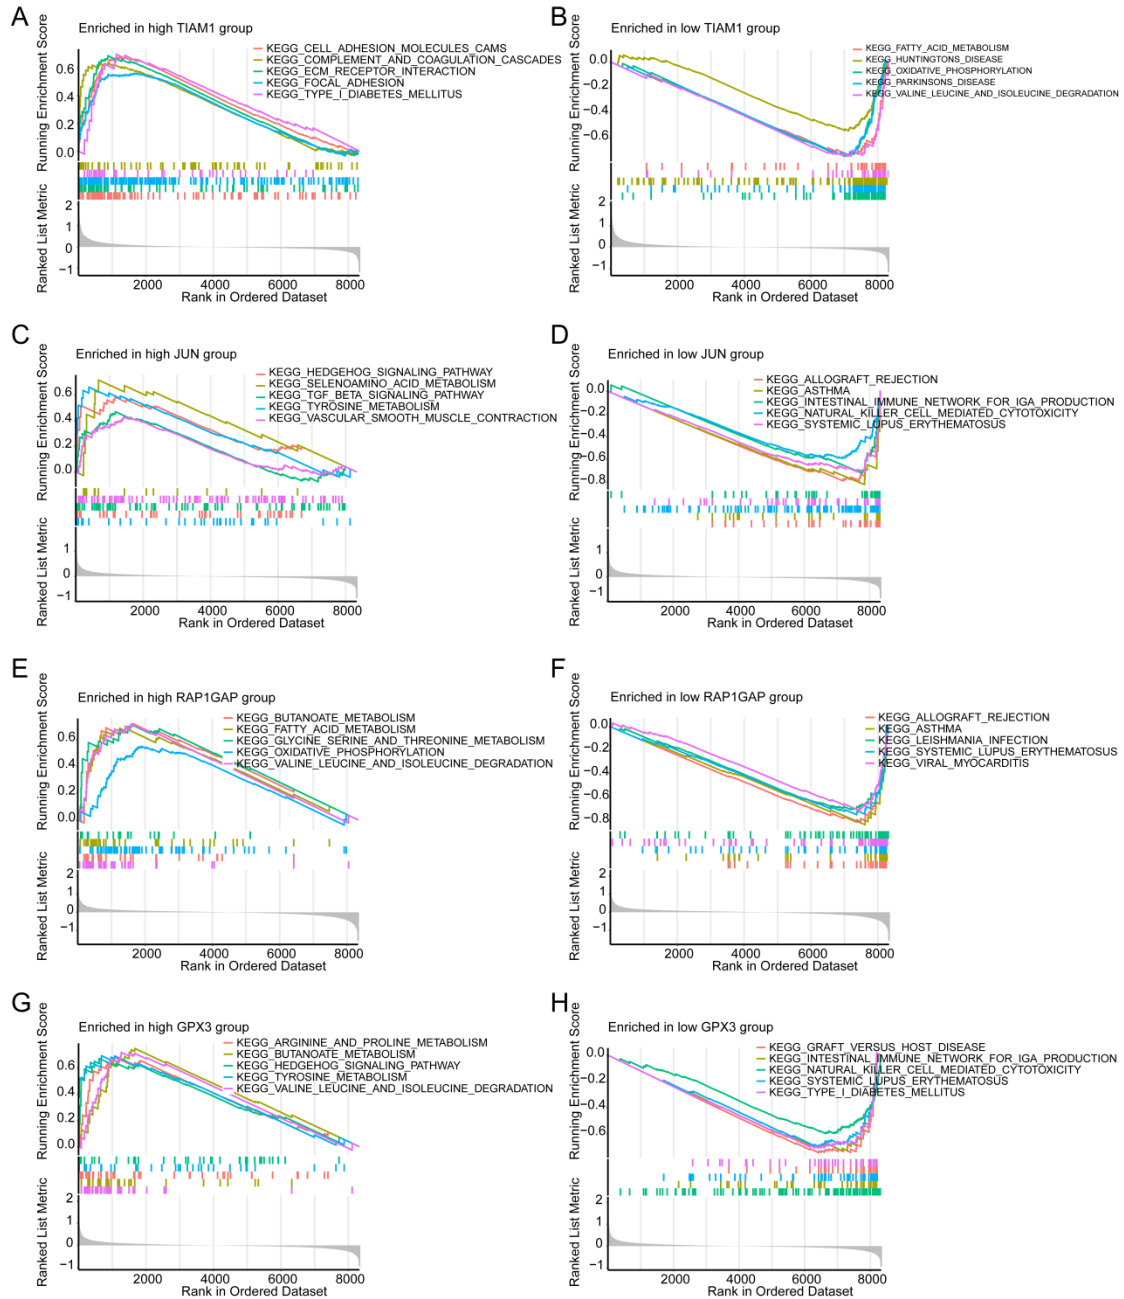 A
Enriched in high TIAM1 group
Running Enrichment Score
0.6
0.4
0.2
0.0
KEGG_CELL_ADHESION_MOLECULES_CAMS
KEGG_COMPLEMENT_AND_COAGULATION_CASCADES
KEGG_ECM_RECEPTOR_INTERACTION
KEGG_FOCAL_ADHESION
KEGG_TYPE_I_DIABETES_MELLITUS
Ranked List Metric
2
1
0
−1
2000 4000 6000 8000
Rank in Ordered Dataset
B
Enriched in low TIAM1 group
Running Enrichment Score
0.0
−0.2
−0.4
−0.6
KEGG_FATTY_ACID_METABOLISM
KEGG_HUNTINGTONS_DISEASE
KEGG_OXIDATIVE_PHOSPHORYLATION
KEGG_PARKINSONS_DISEASE
KEGG_VALINE_LEUCINE_AND_ISOLEUCINE_DEGRADATION
Ranked List Metric
2
1
0
−1
2000 4000 6000 8000
Rank in Ordered Dataset
C
Enriched in high JUN group
Running Enrichment Score
0.6
0.4
0.2
0.0
KEGG_HEDGEHOG_SIGNALING_PATHWAY
KEGG_SELENOAMINO_ACID_METABOLISM
KEGG_TGF_BETA_SIGNALING_PATHWAY
KEGG_TYROSINE_METABOLISM
KEGG_VASCULAR_SMOOTH_MUSCLE_CONTRACTION
Ranked List Metric
1
0
−1
2000 4000 6000 8000
Rank in Ordered Dataset
D
Enriched in low JUN group
Running Enrichment Score
0.0
−0.2
−0.4
−0.6
−0.8
KEGG_ALLOGRAFT_REJECTION
KEGG_ASTHMA
KEGG_INTESTINAL_IMMUNE_NETWORK_FOR_IGA_PRODUCTION
KEGG_NATURAL_KILLER_CELL_MEDIATED_CYTOTOXICITY
KEGG_SYSTEMIC_LUPUS_ERYTHEMATOSUS
Ranked List Metric
1
0
−1
2000 4000 6000 8000
Rank in Ordered Dataset
E
Enriched in high RAP1GAP group
Running Enrichment Score
0.6
0.4
0.2
0.0
KEGG_BUTANOATE_METABOLISM
KEGG_FATTY_ACID_METABOLISM
KEGG_GLYCINE_SERINE_AND_THREONINE_METABOLISM
KEGG_OXIDATIVE_PHOSPHORYLATION
KEGG_VALINE_LEUCINE_AND_ISOLEUCINE_DEGRADATION
Ranked List Metric
2
1
0
−1
2000 4000 6000 8000
Rank in Ordered Dataset
F
Enriched in low RAP1GAP group
Running Enrichment Score
0.0
−0.2
−0.4
−0.6
−0.8
KEGG_ALLOGRAFT_REJECTION
KEGG_ASTHMA
KEGG_LEISHMANIA_INFECTION
KEGG_SYSTEMIC_LUPUS_ERYTHEMATOSUS
KEGG_VIRAL_MYOCARDITIS
Ranked List Metric
2
1
0
−1
2000 4000 6000 8000
Rank in Ordered Dataset
G
Enriched in high GPX3 group
Running Enrichment Score
0.6
0.4
0.2
0.0
KEGG_ARGININE_AND_PROLINE_METABOLISM
KEGG_BUTANOATE_METABOLISM
KEGG_HEDGEHOG_SIGNALING_PATHWAY
KEGG_TYROSINE_METABOLISM
KEGG_VALINE_LEUCINE_AND_ISOLEUCINE_DEGRADATION
Ranked List Metric
2
1
0
−1
2000 4000 6000 8000
Rank in Ordered Dataset
H
Enriched in low GPX3 group
Running Enrichment Score
0.0
−0.2
−0.4
−0.6
KEGG_GRAFT_VERSUS_HOST_DISEASE
KEGG_INTESTINAL_IMMUNE_NETWORK_FOR_IGA_PRODUCTION
KEGG_NATURAL_KILLER_CELL_MEDIATED_CYTOTOXICITY
KEGG_SYSTEMIC_LUPUS_ERYTHEMATOSUS
KEGG_TYPE_I_DIABETES_MELLITUS
Ranked List Metric
2
1
0
−1
2000 4000 6000 8000
Rank in Ordered Dataset